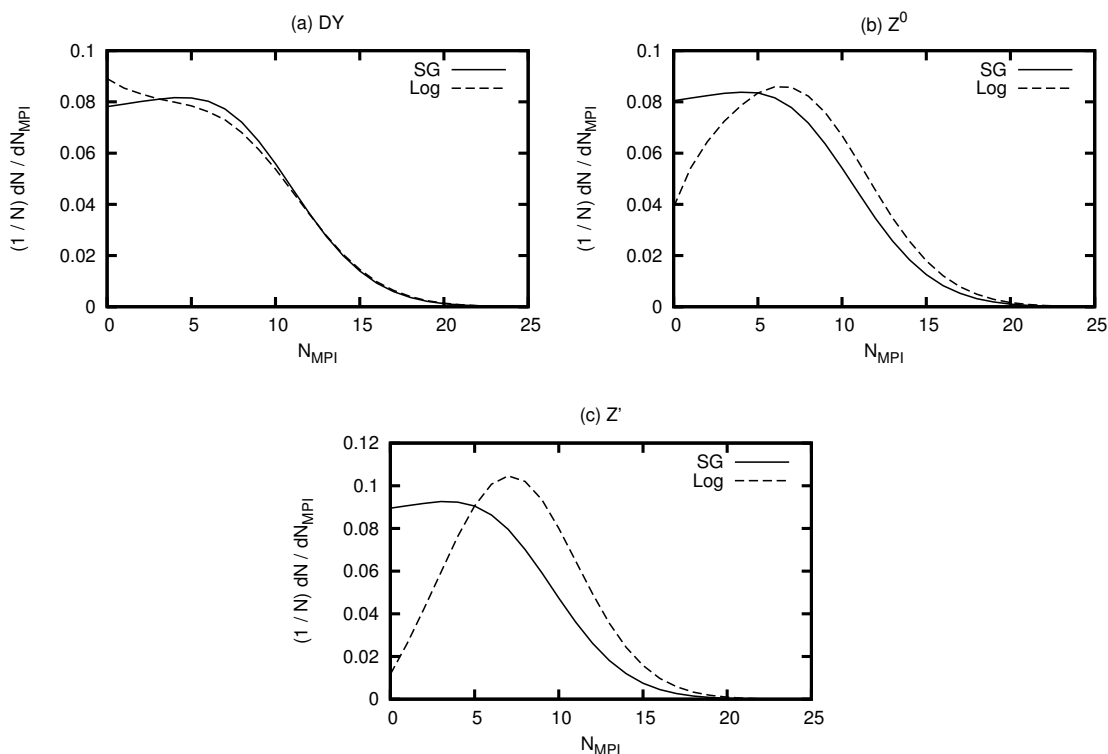 (a) DY
(1 / N) dN / dN_MPI
0.1
0.08
0.06
0.04
0.02
0
SG
Log
0 5 10 15 20 25
N_MPI
(b) Z^0
(1 / N) dN / dN_MPI
0.1
0.08
0.06
0.04
0.02
0
SG
Log
0 5 10 15 20 25
N_MPI
(c) Z'
(1 / N) dN / dN_MPI
0.12
0.1
0.08
0.06
0.04
0.02
0
SG
Log
0 5 10 15 20 25
N_MPI